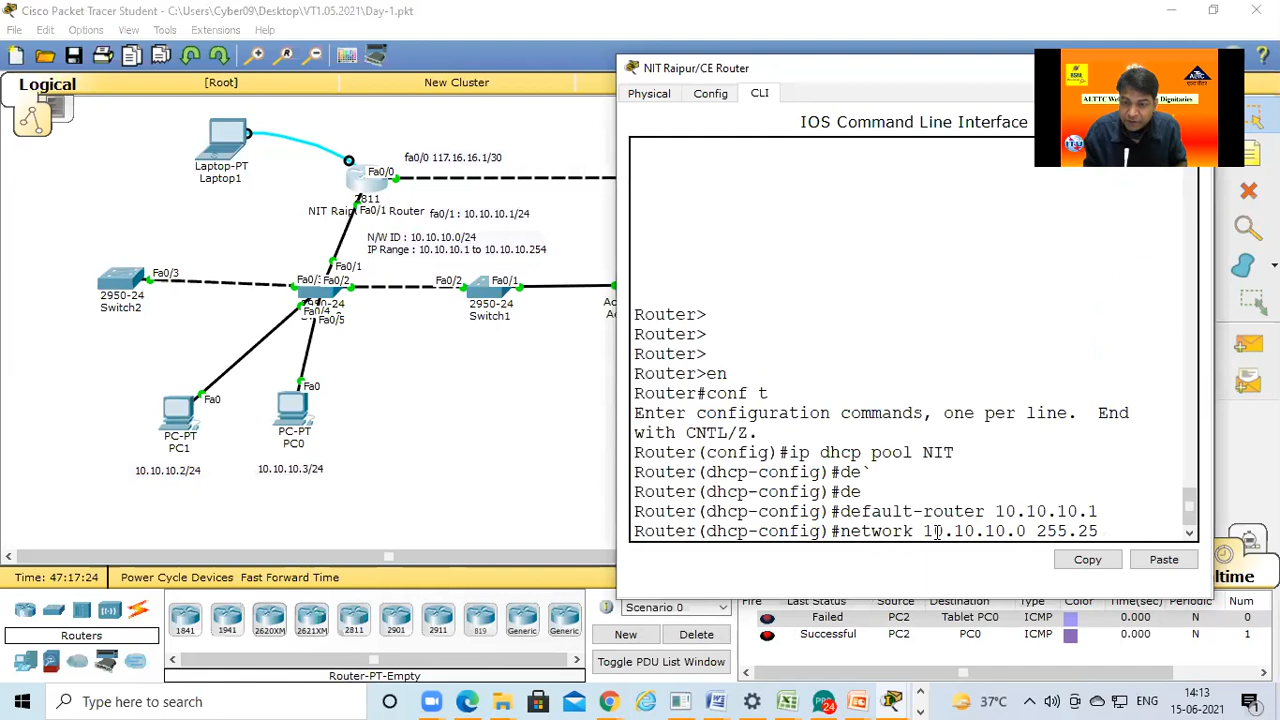 Cisco Packet Tracer Student - C:\Users\Cyber09\Desktop\VT1.05.2021\Day-1.pkt
File Edit Options View Tools Extensions Help
Logical [Root] New Cluster
Laptop-PT
Laptop1
fa0/0 117.16.16.1/30
Fa0/0
2811
Fa0/1
fa0/1 : 10.10.10.1/24
N/W ID : 10.10.10.0/24
IP Range : 10.10.10.1 to 10.10.10.254
Fa0/1
Fa0/3
Fa0/2
Fa0/2
Fa0/1
2950-24
Switch2
2950-24
Switch1
Fa0/4
Fa0/5
Fa0
Fa0
PC-PT
PC1
PC-PT
PC0
10.10.10.2/24
10.10.10.3/24
NIT Raipur/CE Router
Physical Config CLI
IOS Command Line Interface
BSNL
ALTTC
Dignitaries
Router>
Router>
Router>
Router>en
Router#conf t
Enter configuration commands, one per line. End
with CNTL/Z.
Router(config)#ip dhcp pool NIT
Router(dhcp-config)#de`
Router(dhcp-config)#de
Router(dhcp-config)#default-router 10.10.10.1
Router(dhcp-config)#network 10.10.10.0 255.25
Copy Paste
Time: 47:17:24 Power Cycle Devices Fast Forward Time
Routers
1841 1941 2620XM 2621XM 2811 2901 2911 819 Generic Generic
Router-PT-Empty
Scenario 0
New Delete
Toggle PDU List Window
Fire Last Status Source Destination Type Time(sec) Periodic Num
Failed PC2 Tablet PC0 ICMP 0.000 N 0
Successful PC2 PC0 ICMP 0.000 N 1
Type here to search
24
37°C
ENG
14:13
15-06-2021
1